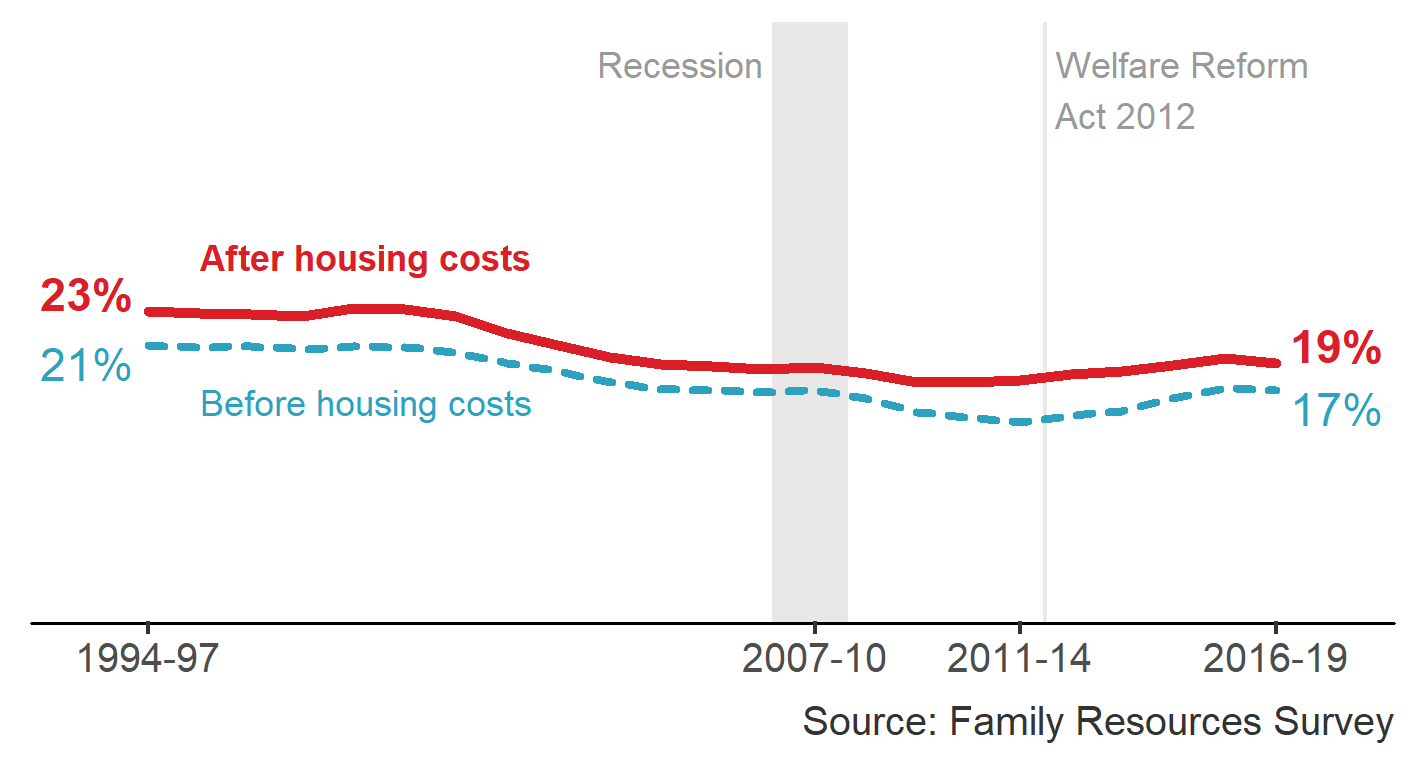 Recession
Welfare Reform
Act 2012
After housing costs
23%
21%
Before housing costs
19%
17%
1994-97
2007-10
2011-14
2016-19
Source: Family Resources Survey